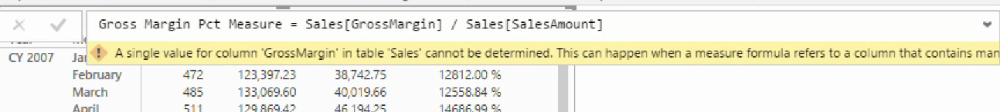 Gross Margin Pct Measure = Sales[GrossMargin] / Sales[SalesAmount]
CY 2007 Jan A single value for column 'GrossMargin' in table 'Sales' cannot be determined. This can happen when a measure formula refers to a column that contains man
February 472 123,397.23 38,742.75 12812.00 %
March 485 133,069.60 40,019.66 12558.84 %
April 511 129,869.42 46,194.25 14686.99 %